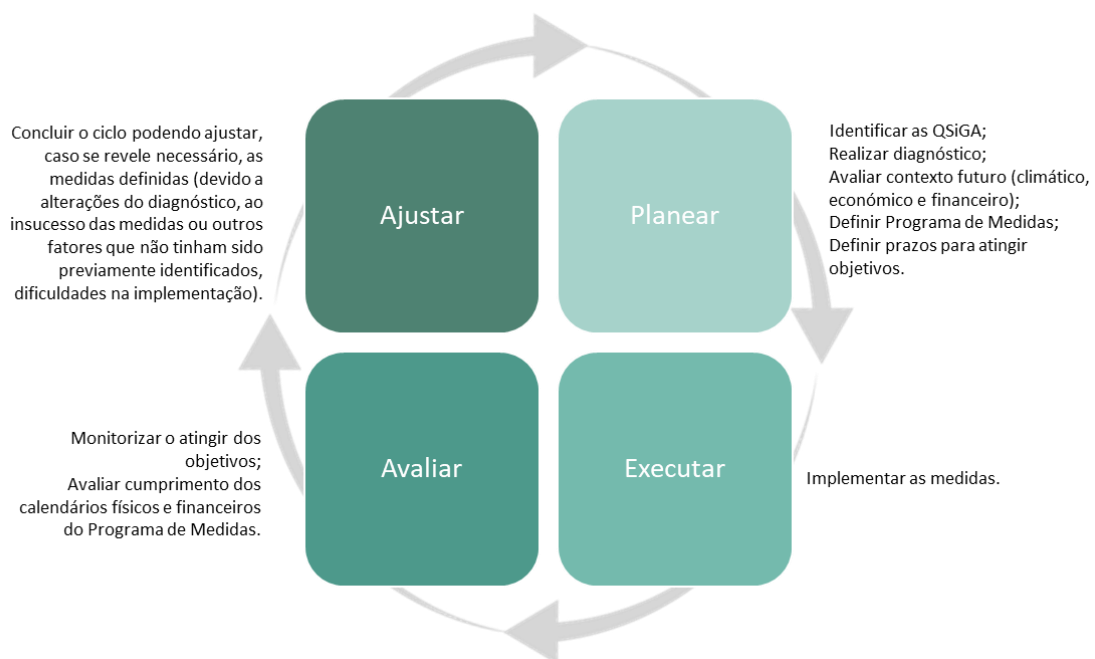 Concluir o ciclo podendo ajustar,
caso se revele necessário, as
medidas definidas (devido a
alterações do diagnóstico, ao
insucesso das medidas ou outros
fatores que não tinham sido
previamente identificados,
dificuldades na implementação).
Ajustar
Planear
Identificar as QSiGA;
Realizar diagnóstico;
Avaliar contexto futuro (climático,
económico e financeiro);
Definir Programa de Medidas;
Definir prazos para atingir
objetivos.
Monitorizar o atingir dos
objetivos;
Avaliar cumprimento dos
calendários físicos e financeiros
do Programa de Medidas.
Avaliar
Executar
Implementar as medidas.